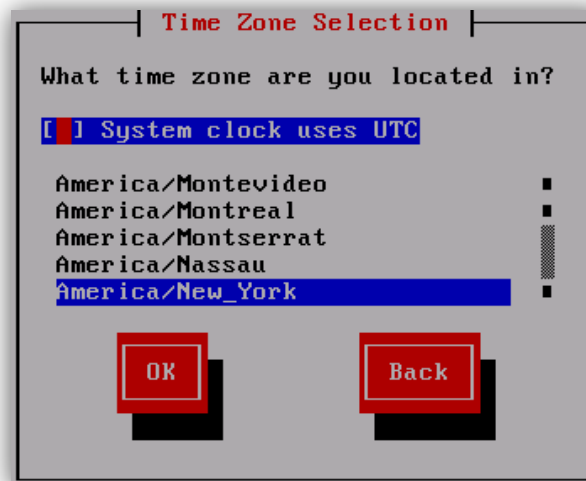 Time Zone Selection
What time zone are you located in?
[ ] System clock uses UTC
America/Montevideo
America/Montreal
America/Montserrat
America/Nassau
America/New_York
OK
Back